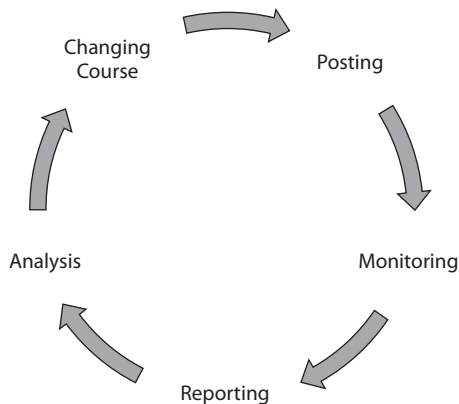 Changing
Course
Posting
Monitoring
Reporting
Analysis